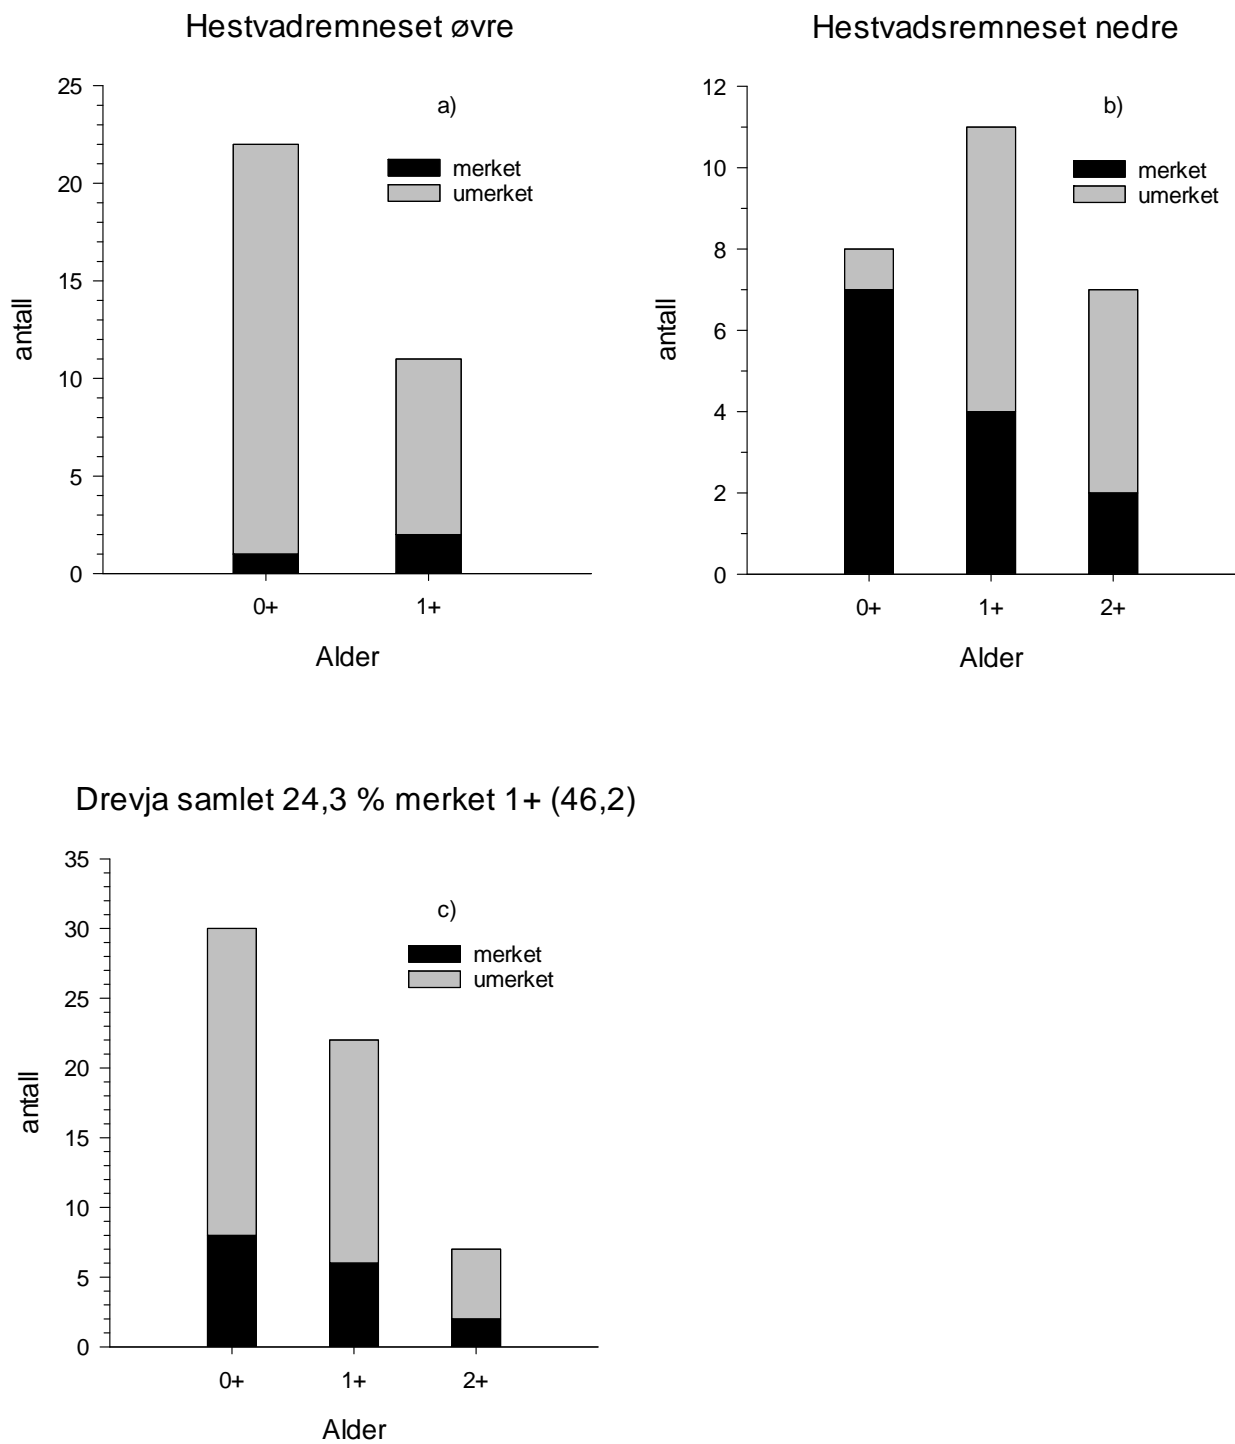 Hestvadremneset øvre
25
20
15
10
5
0
antall
a)
merket
umerket
0+
1+
Alder
Hestvadsremneset nedre
12
10
8
6
4
2
0
antall
b)
merket
umerket
0+
1+
2+
Alder
Drevja samlet 24,3 % merket 1+ (46,2)
35
30
25
20
15
10
5
0
antall
c)
merket
umerket
0+
1+
2+
Alder